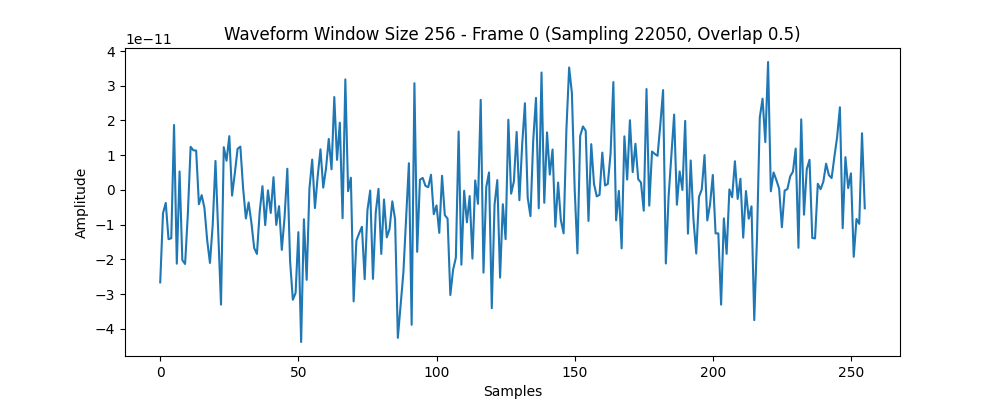 Waveform Window Size 256 - Frame 0 (Sampling 22050, Overlap 0.5)
1e−11
4
3
2
1
0
−1
−2
−3
−4
Amplitude
0 50 100 150 200 250
Samples